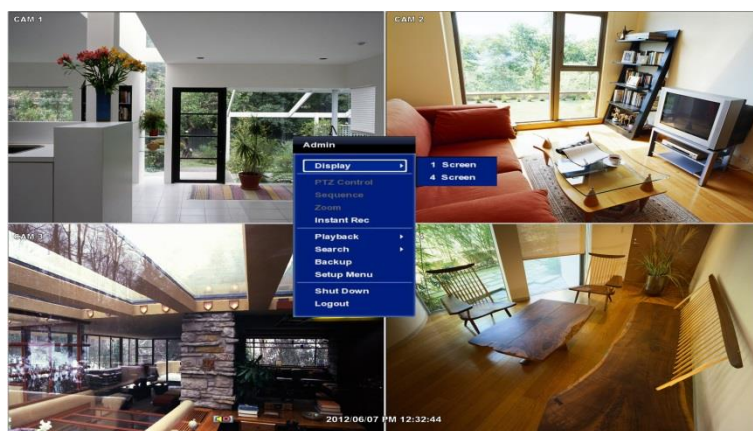 CAM 1
CAM 2
Admin
Display
1 Screen
4 Screen
PTZ Control
Sequence
Zoom
Instant Rec
Playback
Search
Backup
Setup Menu
Shut Down
Logout
CAM 3
2012/06/07 PM 12:32:44